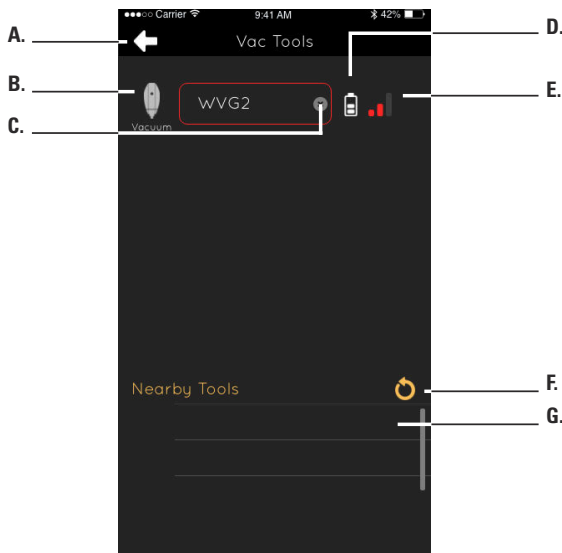 Carrier 9:41 AM 42%
A. Vac Tools D.
B. E.
WVG2
C. Vacuum
Nearby Tools F.
G.